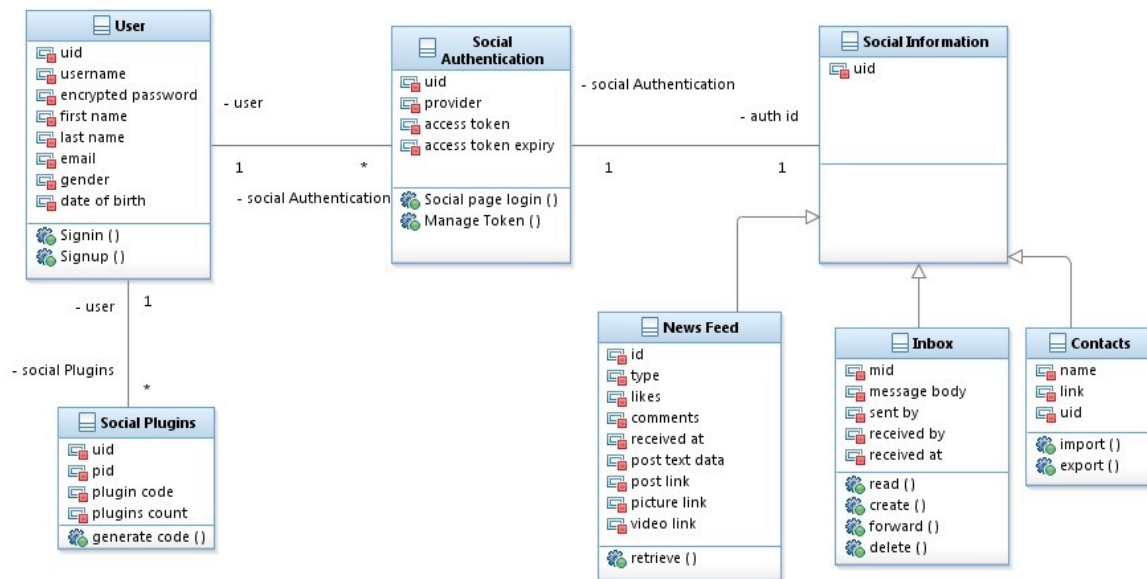 User
uid
username
encrypted password
first name
last name
email
gender
date of birth
Signin ()
Signup ()
- user
1
*
- social Authentication
Social
Authentication
uid
provider
access token
access token expiry
Social page login ()
Manage Token ()
- social Authentication
- auth id
1
1
Social Information
uid
- user
1
- social Plugins
*
Social Plugins
uid
pid
plugin code
plugins count
generate code ()
News Feed
id
type
likes
comments
received at
post text data
post link
picture link
video link
retrieve ()
Inbox
mid
message body
sent by
received by
received at
read ()
create ()
forward ()
delete ()
Contacts
name
link
uid
import ()
export ()